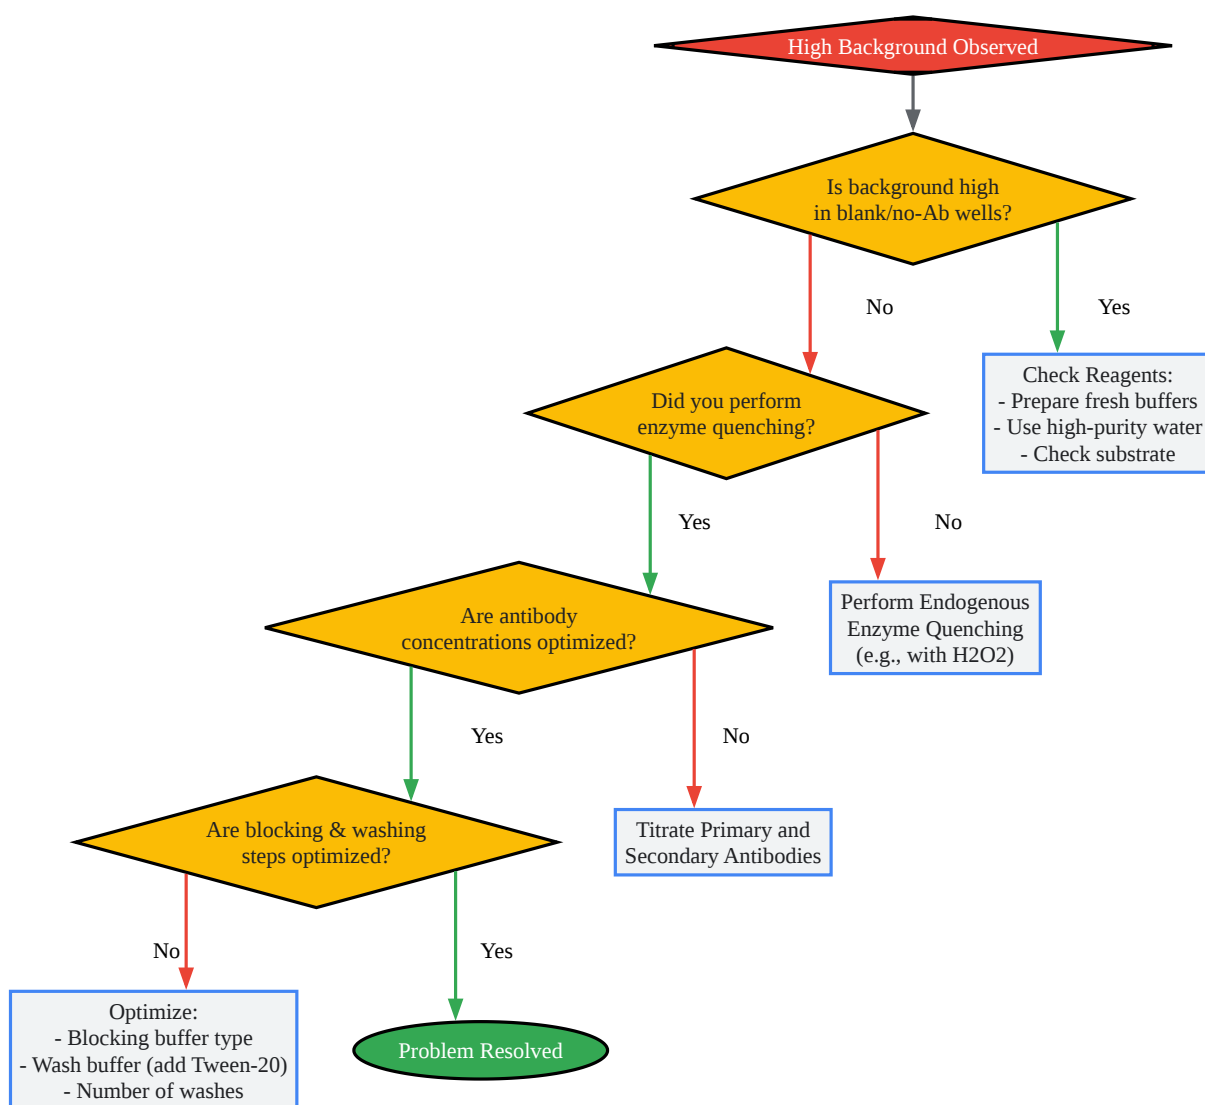 High Background Observed
Is background high
in blank/no-Ab wells?
No
Yes
Check Reagents:
- Prepare fresh buffers
- Use high-purity water
- Check substrate
Did you perform
enzyme quenching?
Yes
No
Perform Endogenous
Enzyme Quenching
(e.g., with H2O2)
Are antibody
concentrations optimized?
Yes
No
Titrate Primary and
Secondary Antibodies
Are blocking & washing
steps optimized?
No
Yes
Optimize:
- Blocking buffer type
- Wash buffer (add Tween-20)
- Number of washes
Problem Resolved